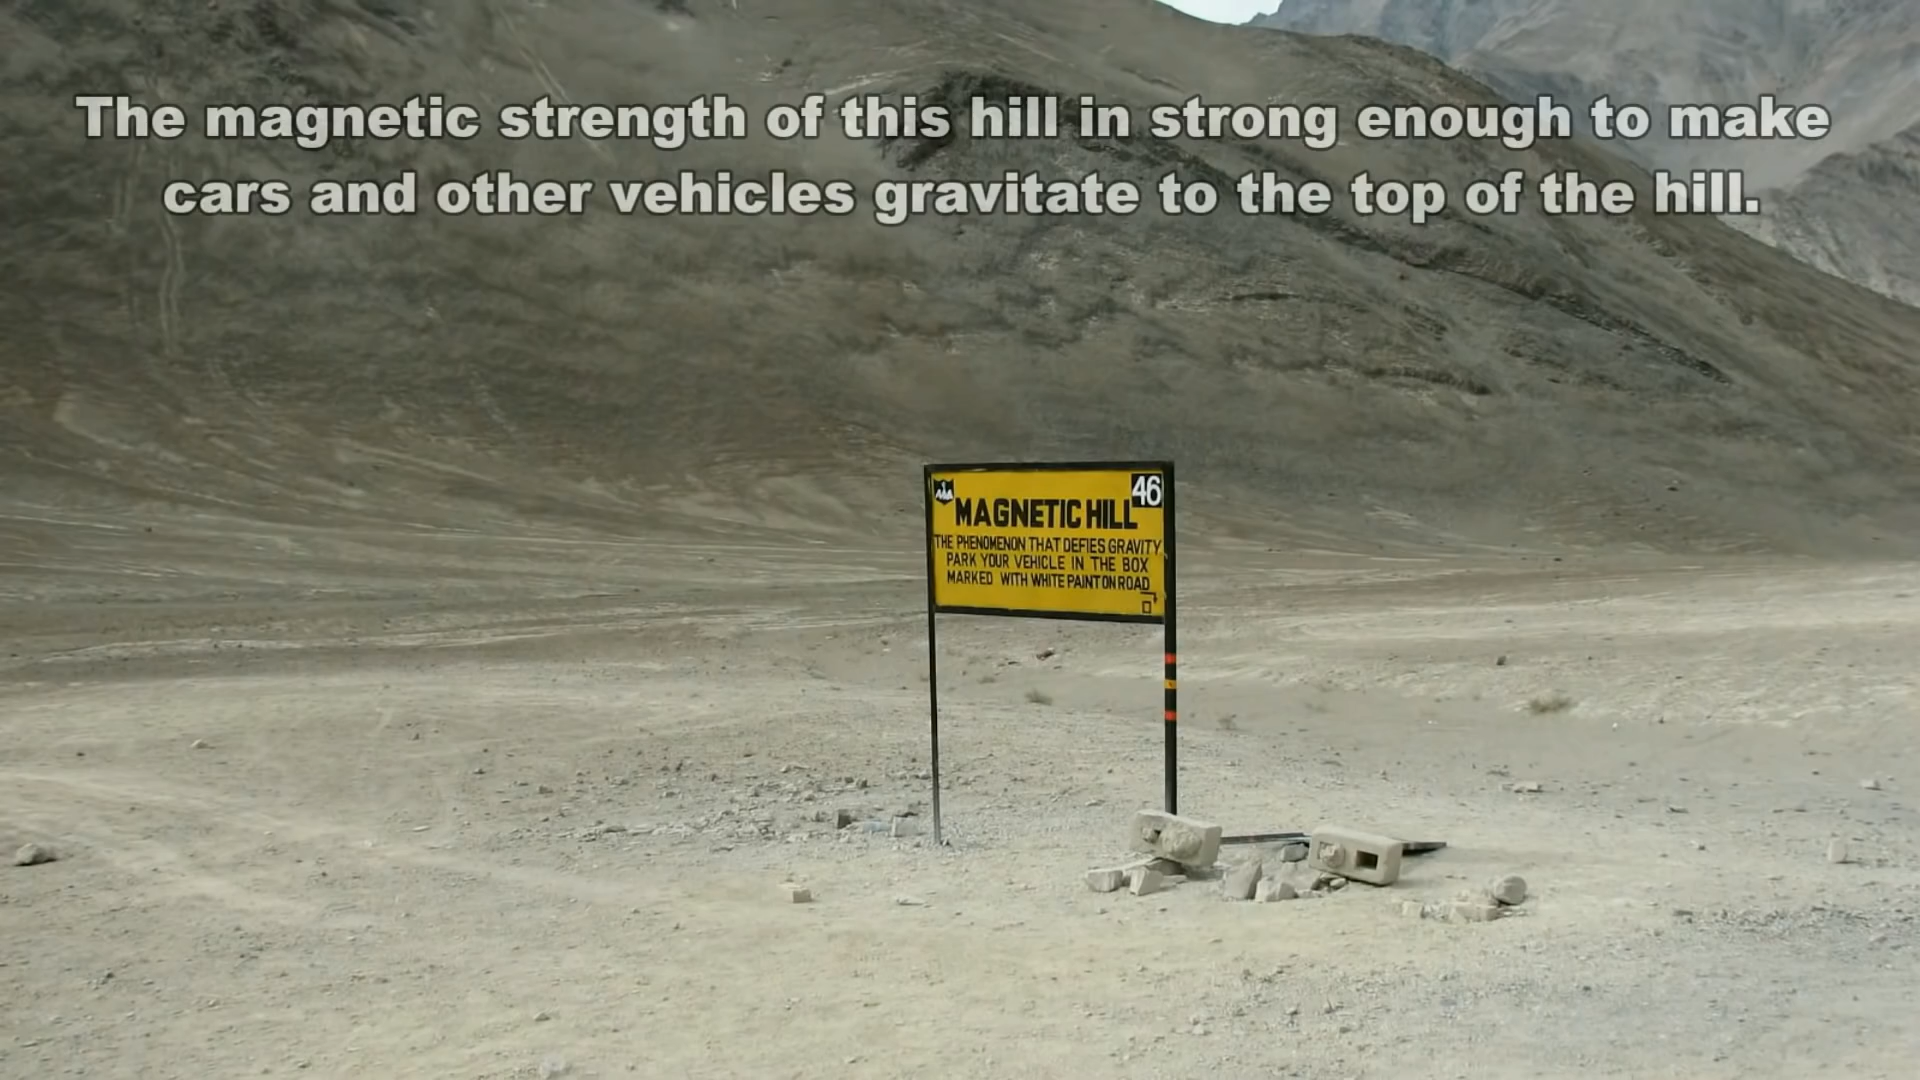 The magnetic strength of this hill in strong enough to make
cars and other vehicles gravitate to the top of the hill.
46
MAGNETIC HILL
THE PHENOMENON THAT DEFIES GRAVITY
PARK YOUR VEHICLE IN THE BOX
MARKED WITH WHITE PAINT ON ROAD